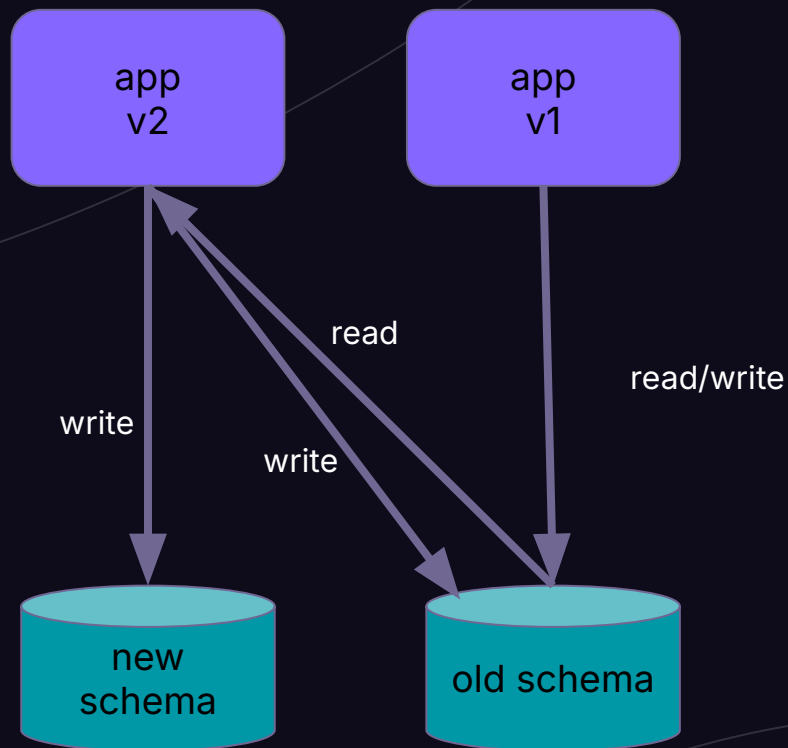 app
v2
app
v1
read
read/write
write
write
new
schema
old schema